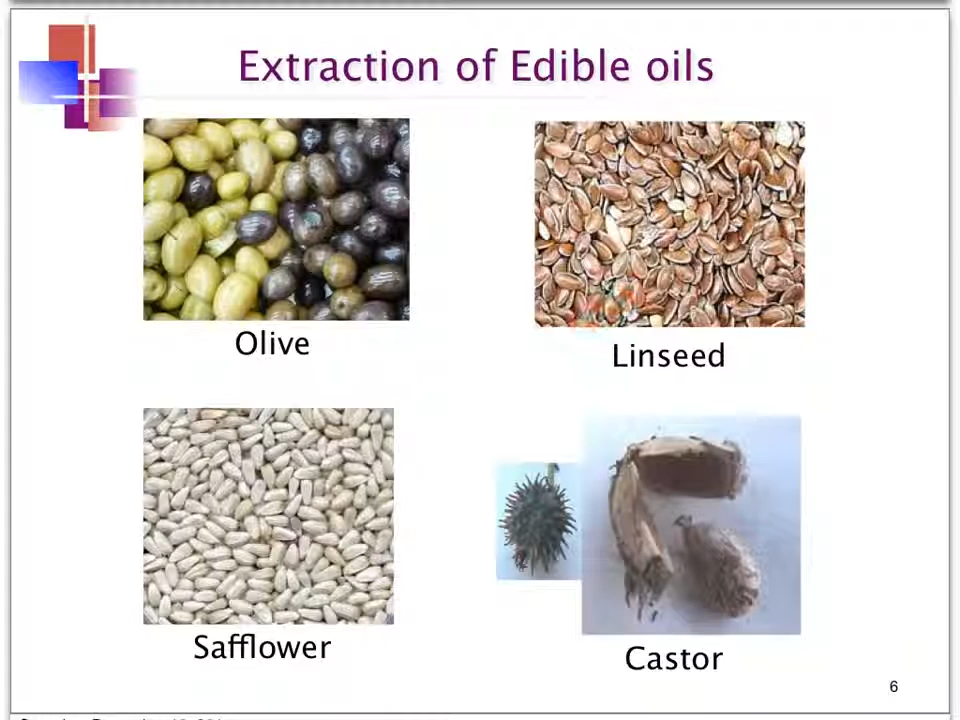 Extraction of Edible oils
Olive
Linseed
Safflower
Castor
6